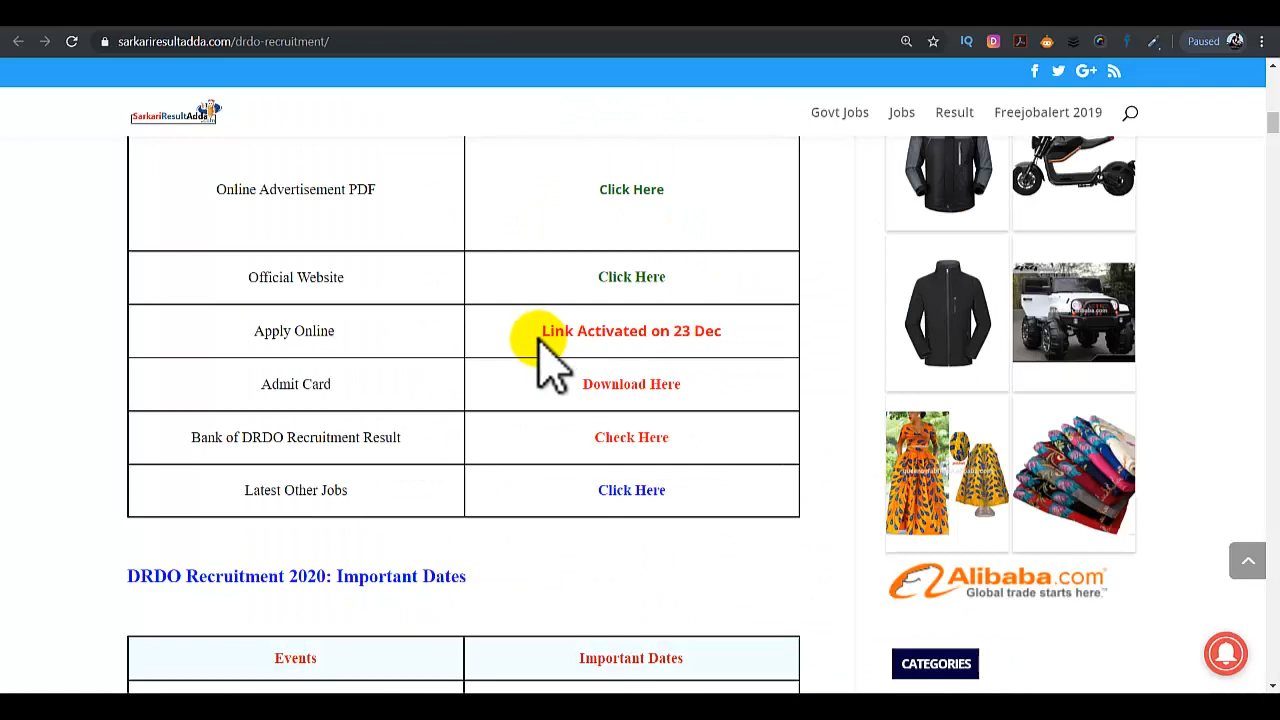 sarkariresultadda.com/drdo-recruitment/
Paused
SarkariResultAdda
Govt Jobs
Jobs
Result
Freejobalert 2019
Online Advertisement PDF
Click Here
Official Website
Click Here
Apply Online
Link Activated on 23 Dec
Admit Card
Download Here
Bank of DRDO Recruitment Result
Check Here
Latest Other Jobs
Click Here
DRDO Recruitment 2020: Important Dates
Events
Important Dates
Alibaba.com
Global trade starts here.™
CATEGORIES